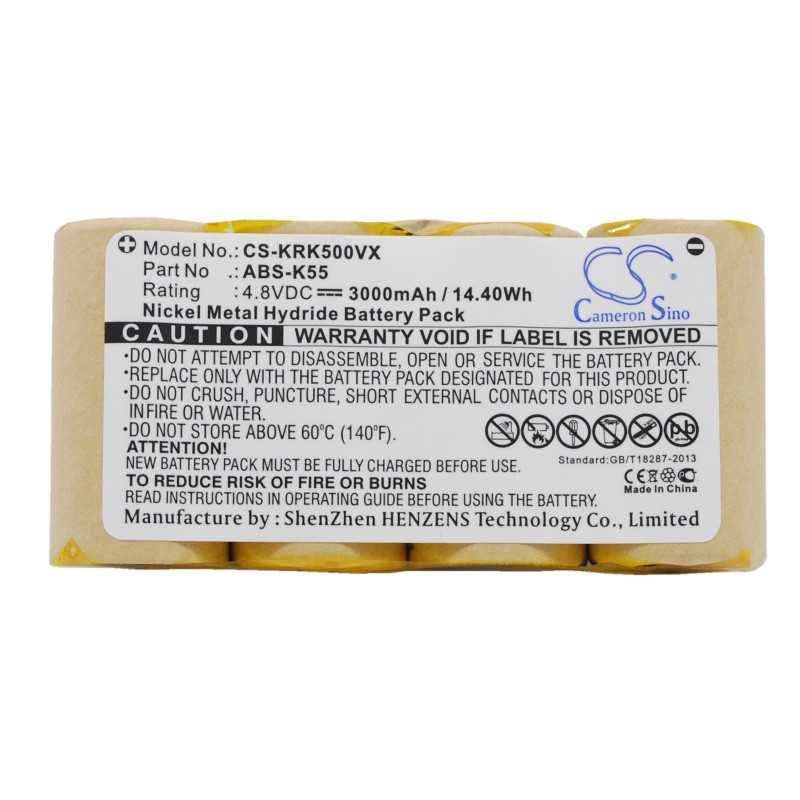 Model No. : CS-KRK500VX
Part No . : ABS-K55
Rating : 4.8VDC 3000mAh / 14.40Wh
Nickel Metal Hydride Battery Pack
CS
Cameron Sino
CAUTION WARRANTY VOID IF LABEL IS REMOVED
•DO NOT ATTEMPT TO DISASSEMBLE, OPEN OR SERVICE THE BATTERY PACK.
•REPLACE ONLY WITH THE BATTERY PACK DESIGNATED FOR THIS PRODUCT.
•DO NOT CRUSH, PUNCTURE, SHORT EXTERNAL CONTACTS OR DISPOSE OF
INFIRE OR WATER.
•DO NOT STORE ABOVE 60°C (140°F).
ATTENTION!
NEW BATTERY PACK MUST BE FULLY CHARGED BEFORE USE.
TO REDUCE RISK OF FIRE OR BURNS
READ INSTRUCTIONS IN OPERATING GUIDE BEFORE USING THE BATTERY.
pb
Standard:GB/T18287-2013
CE
Made In China
Manufacture by : ShenZhen HENZENS Technology Co., Limited